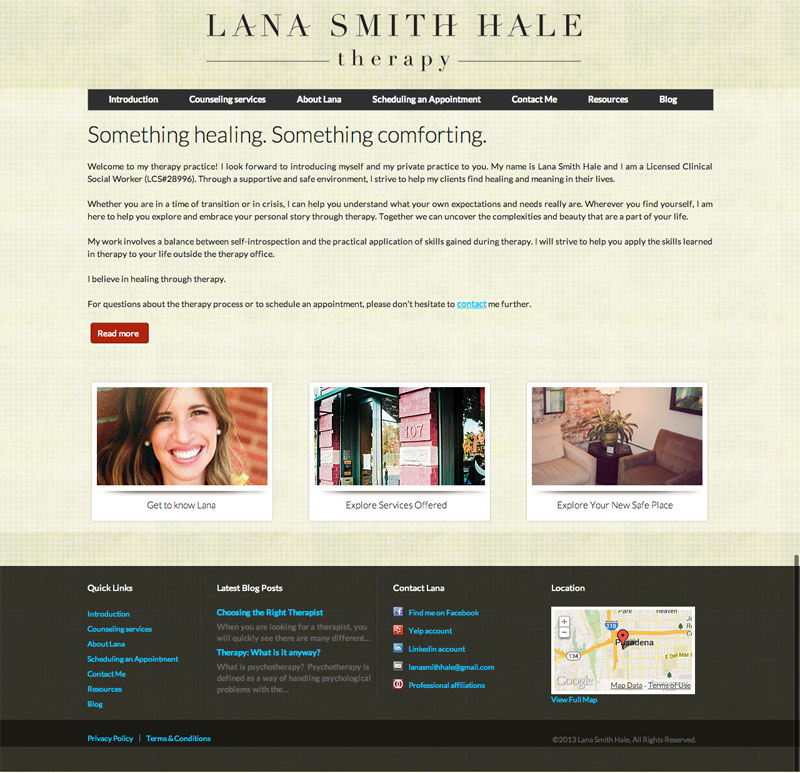 LANA SMITH HALE
therapy
Introduction Counseling services About Lana Scheduling an Appointment Contact Me Resources Blog
Something healing. Something comforting.
Welcome to my therapy practice! I look forward to introducing myself and my private practice to you. My name is Lana Smith Hale and I am a Licensed Clinical
Social Worker (LCS#28996). Through a supportive and safe environment, I strive to help my clients find healing and meaning in their lives.
Whether you are in a time of transition or in crisis, I can help you understand what your own expectations and needs really are. Wherever you find yourself, I am
here to help you explore and embrace your personal story through therapy. Together we can uncover the complexities and beauty that are a part of your life.
My work involves a balance between self-introspection and the practical application of skills gained during therapy. I will strive to help you apply the skills learned
in therapy to your life outside the therapy office.
I believe in healing through therapy.
For questions about the therapy process or to schedule an appointment, please don't hesitate to contact me further.
Read more
107
Get to know Lana
Explore Services Offered
Explore Your New Safe Place
Quick Links
Introduction
Counseling services
About Lana
Scheduling an Appointment
Contact Me
Resources
Blog
Latest Blog Posts
Choosing the Right Therapist
When you are looking for a therapist, you
will quickly see there are many different...
Therapy: What is it anyway?
What is psychotherapy? Psychotherapy is
defined as a way of handling psychological
problems with the...
Contact Lana
Find me on Facebook
Yelp account
Linkedin account
lanasmithhale@gmail.com
Professional affiliations
Location
Park Heaven
210
Pasadena
134
E Del Mar
Google
Map Data - Terms of Use
View Full Map
Privacy Policy | Terms & Conditions
©2013 Lana Smith Hale, All Rights Reserved.